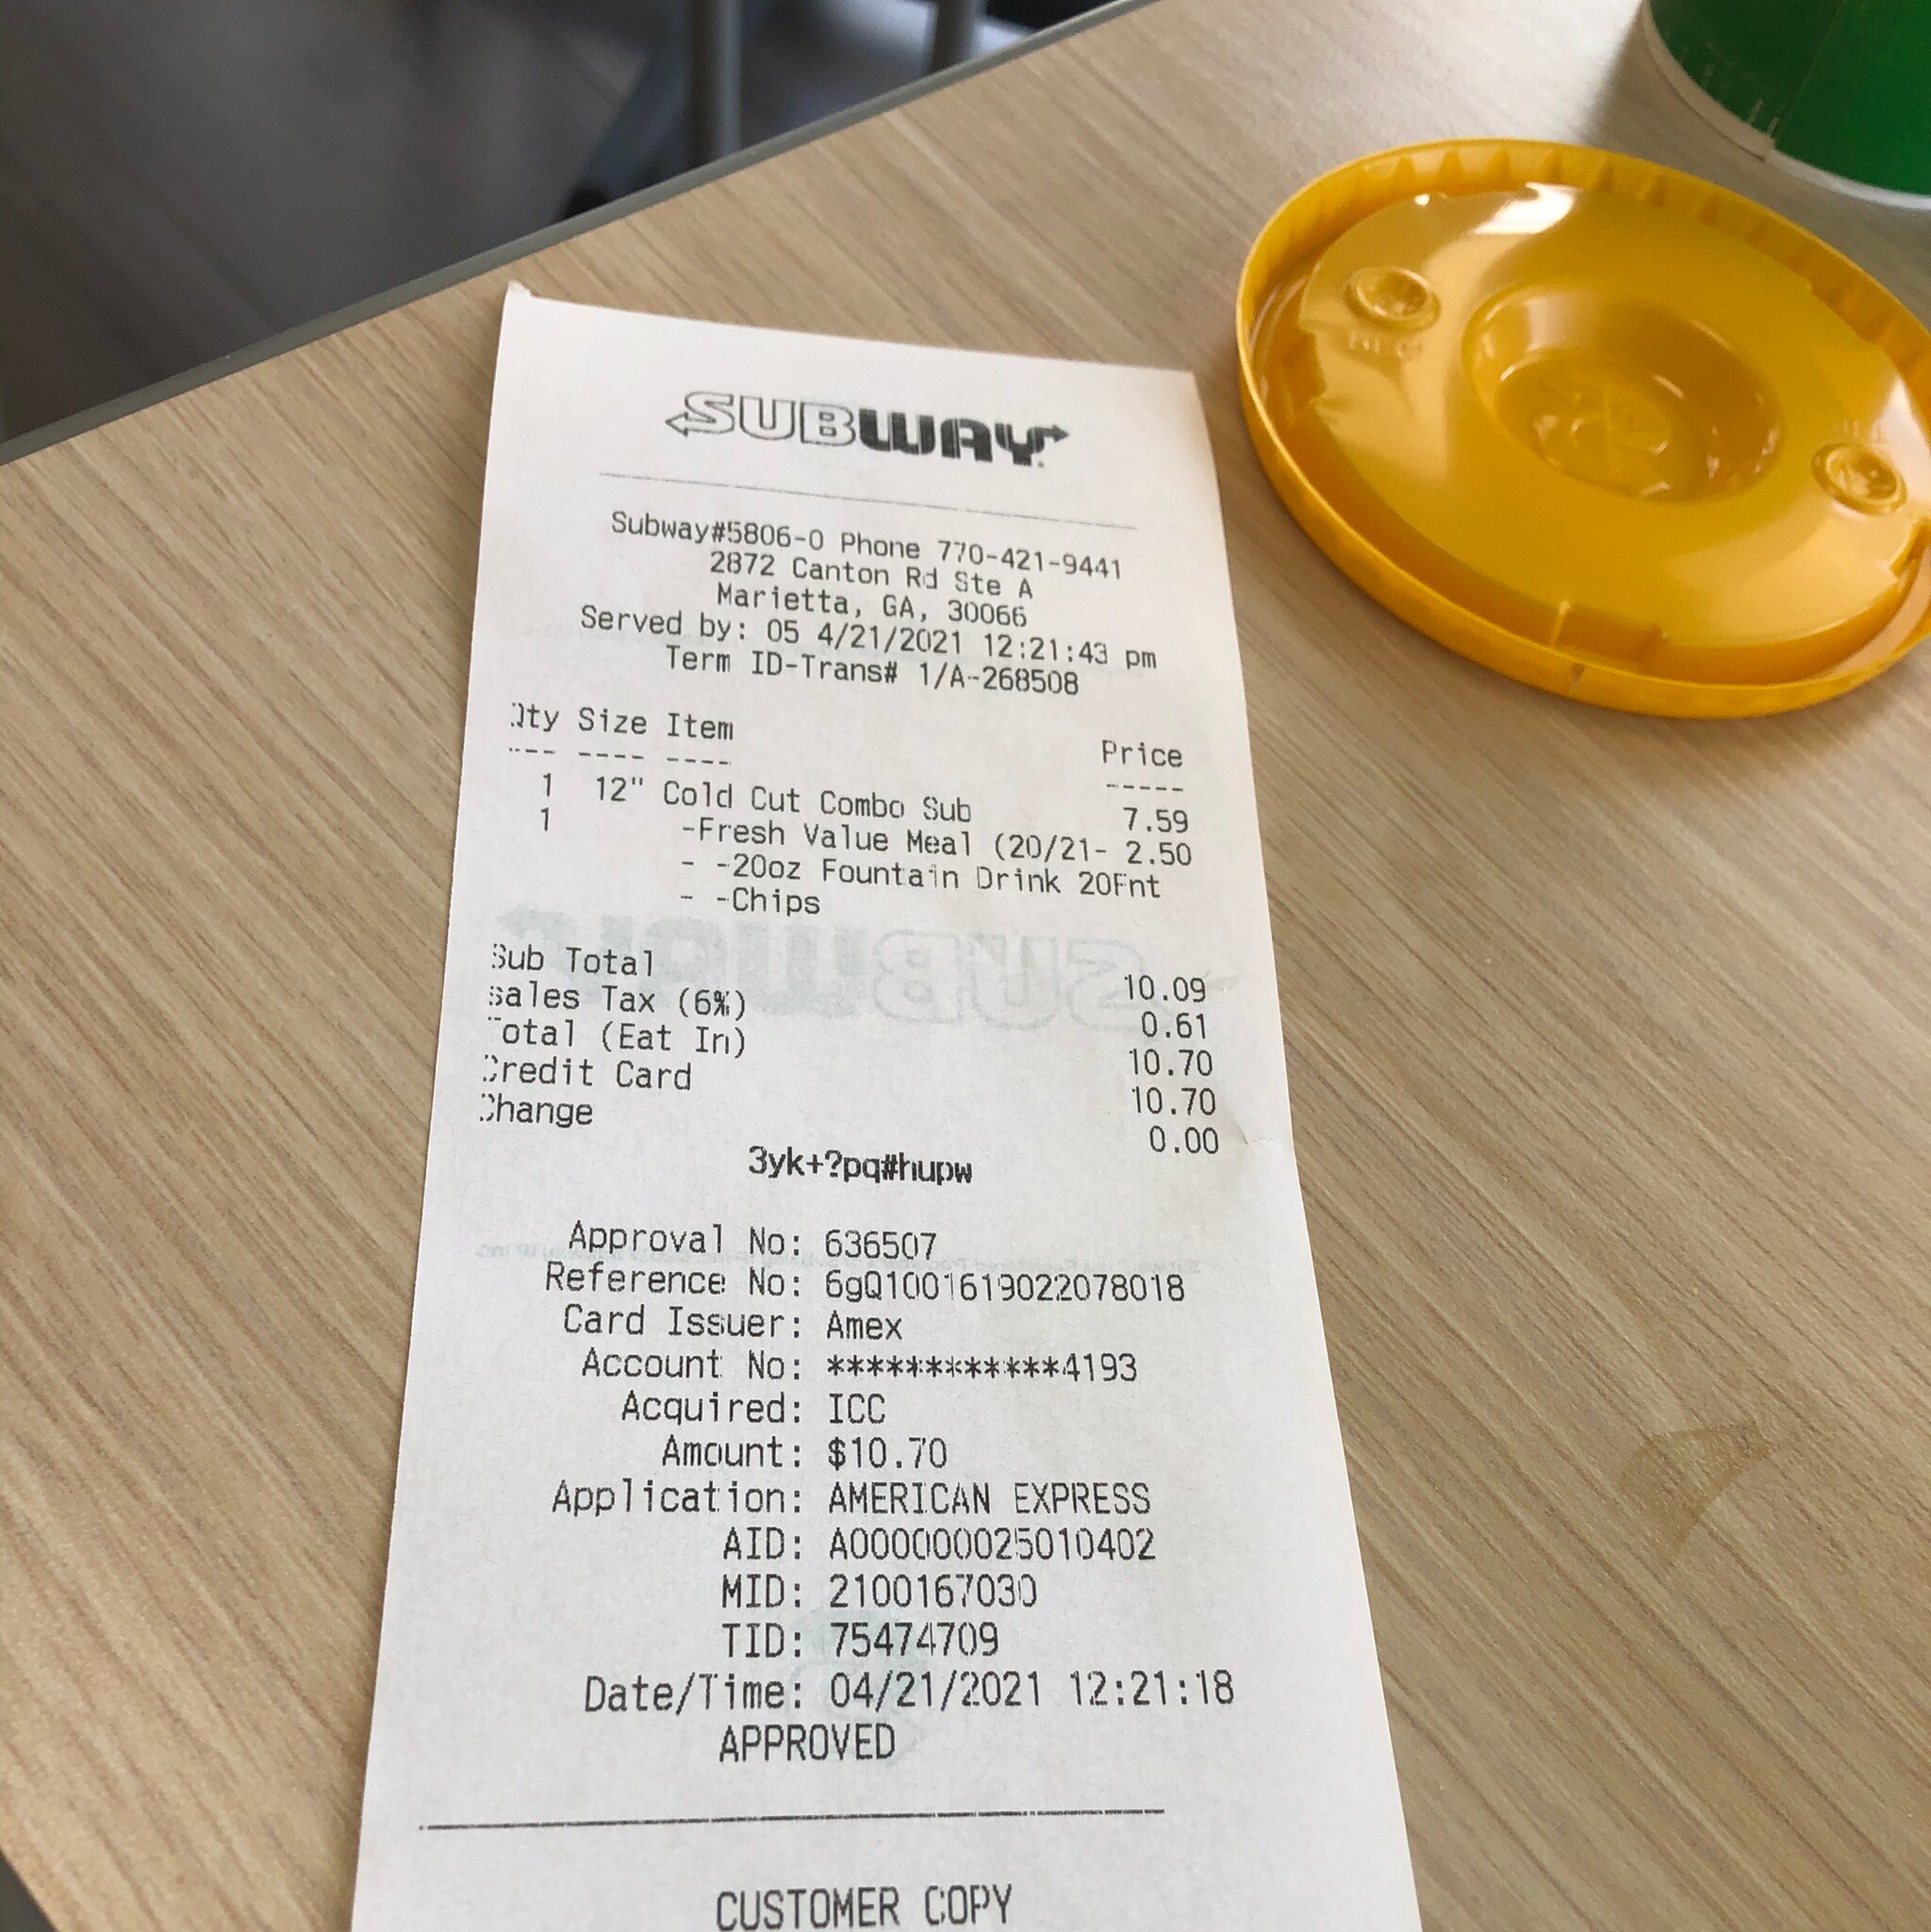 SUBWAY
Subway#5806-0 Phone 770-421-9441
2872 Canton Rd Ste A
Marietta, GA, 30066
Served by: 05 4/21/2021 12:21:43 pm
Term ID-Trans# 1/A-268508
Qty Size Item Price
--- ---- ---- -----
1 12" Cold Cut Combo Sub 7.59
1 -Fresh Value Meal (20/21- 2.50
- -20oz Fountain Drink 20Fnt
- -Chips
Sub Total 10.09
Sales Tax (6%) 0.61
Total (Eat In) 10.70
Credit Card 10.70
Change 0.00
3yk+?pq#hupw
Approval No: 636507
Reference No: 6gQ1001619022078018
Card Issuer: Amex
Account No: ************4193
Acquired: ICC
Amount: $10.70
Application: AMERICAN EXPRESS
AID: A000000025010402
MID: 2100167030
TID: 75474709
Date/Time: 04/21/2021 12:21:18
APPROVED
CUSTOMER COPY